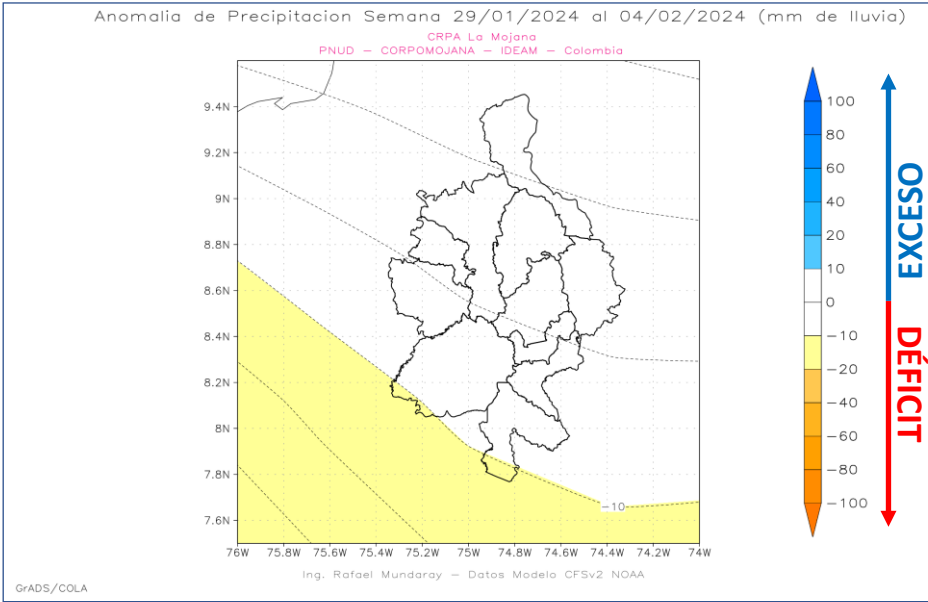 Anomalia de Precipitacion Semana 29/01/2024 al 04/02/2024 (mm de lluvia)
CRPA La Mojana
PNUD – CORPOMOJANA – IDEAM – Colombia
9.4N
9.2N
9N
8.8N
8.6N
8.4N
8.2N
8N
7.8N
7.6N
−10
76W 75.8W 75.6W 75.4W 75.2W 75W 74.8W 74.6W 74.4W 74.2W 74W
100
80
60
40
20
10
0
−10
−20
−40
−60
−80
−100
EXCESO
DÉFICIT
Ing. Rafael Mundaray – Datos Modelo CFSv2 NOAA
GrADS/COLA